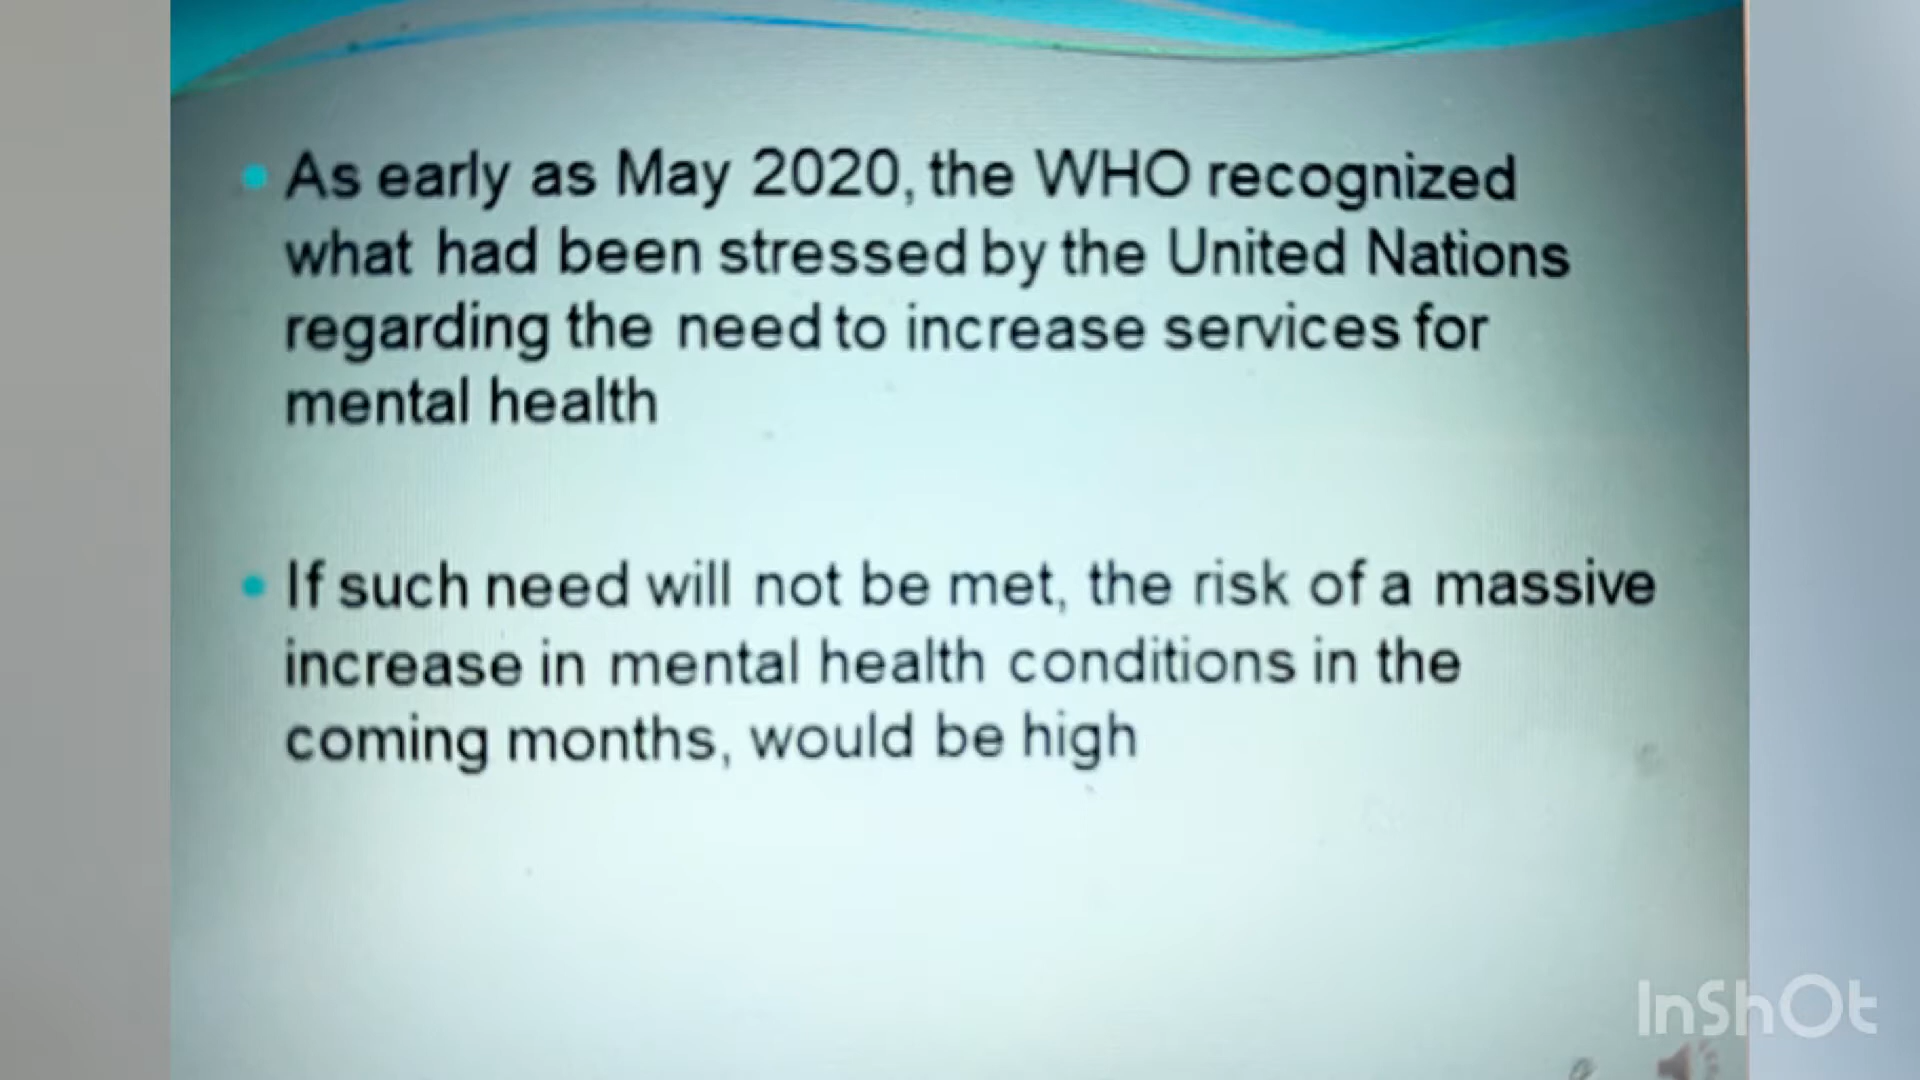 As early as May 2020, the WHO recognized
what had been stressed by the United Nations
regarding the need to increase services for
mental health
If such need will not be met, the risk of a massive
increase in mental health conditions in the
coming months, would be high
InShOt